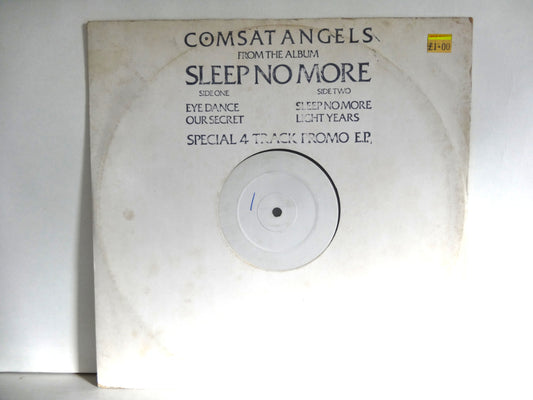 COMSAT ANGELS
FROM THE ALBUM
SLEEP NO MORE
SIDE ONE SIDE TWO
EYE DANCE SLEEP NO MORE
OUR SECRET LIGHT YEARS
SPECIAL 4 TRACK PROMO E.P,
£1·00
1